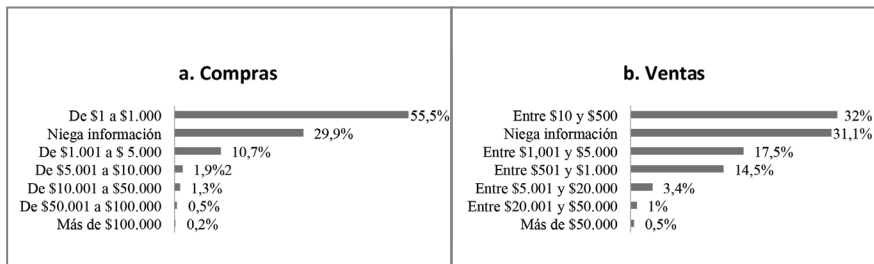 a. Compras
De $1 a $1.000 55,5%
Niega información 29,9%
De $1.001 a $ 5.000 10,7%
De $5.001 a $10.000 1,9%2
De $10.001 a $50.000 1,3%
De $50.001 a $100.000 0,5%
Más de $100.000 0,2%
b. Ventas
Entre $10 y $500 32%
Niega información 31,1%
Entre $1,001 y $5.000 17,5%
Entre $501 y $1.000 14,5%
Entre $5.001 y $20.000 3,4%
Entre $20.001 y $50.000 1%
Más de $50.000 0,5%